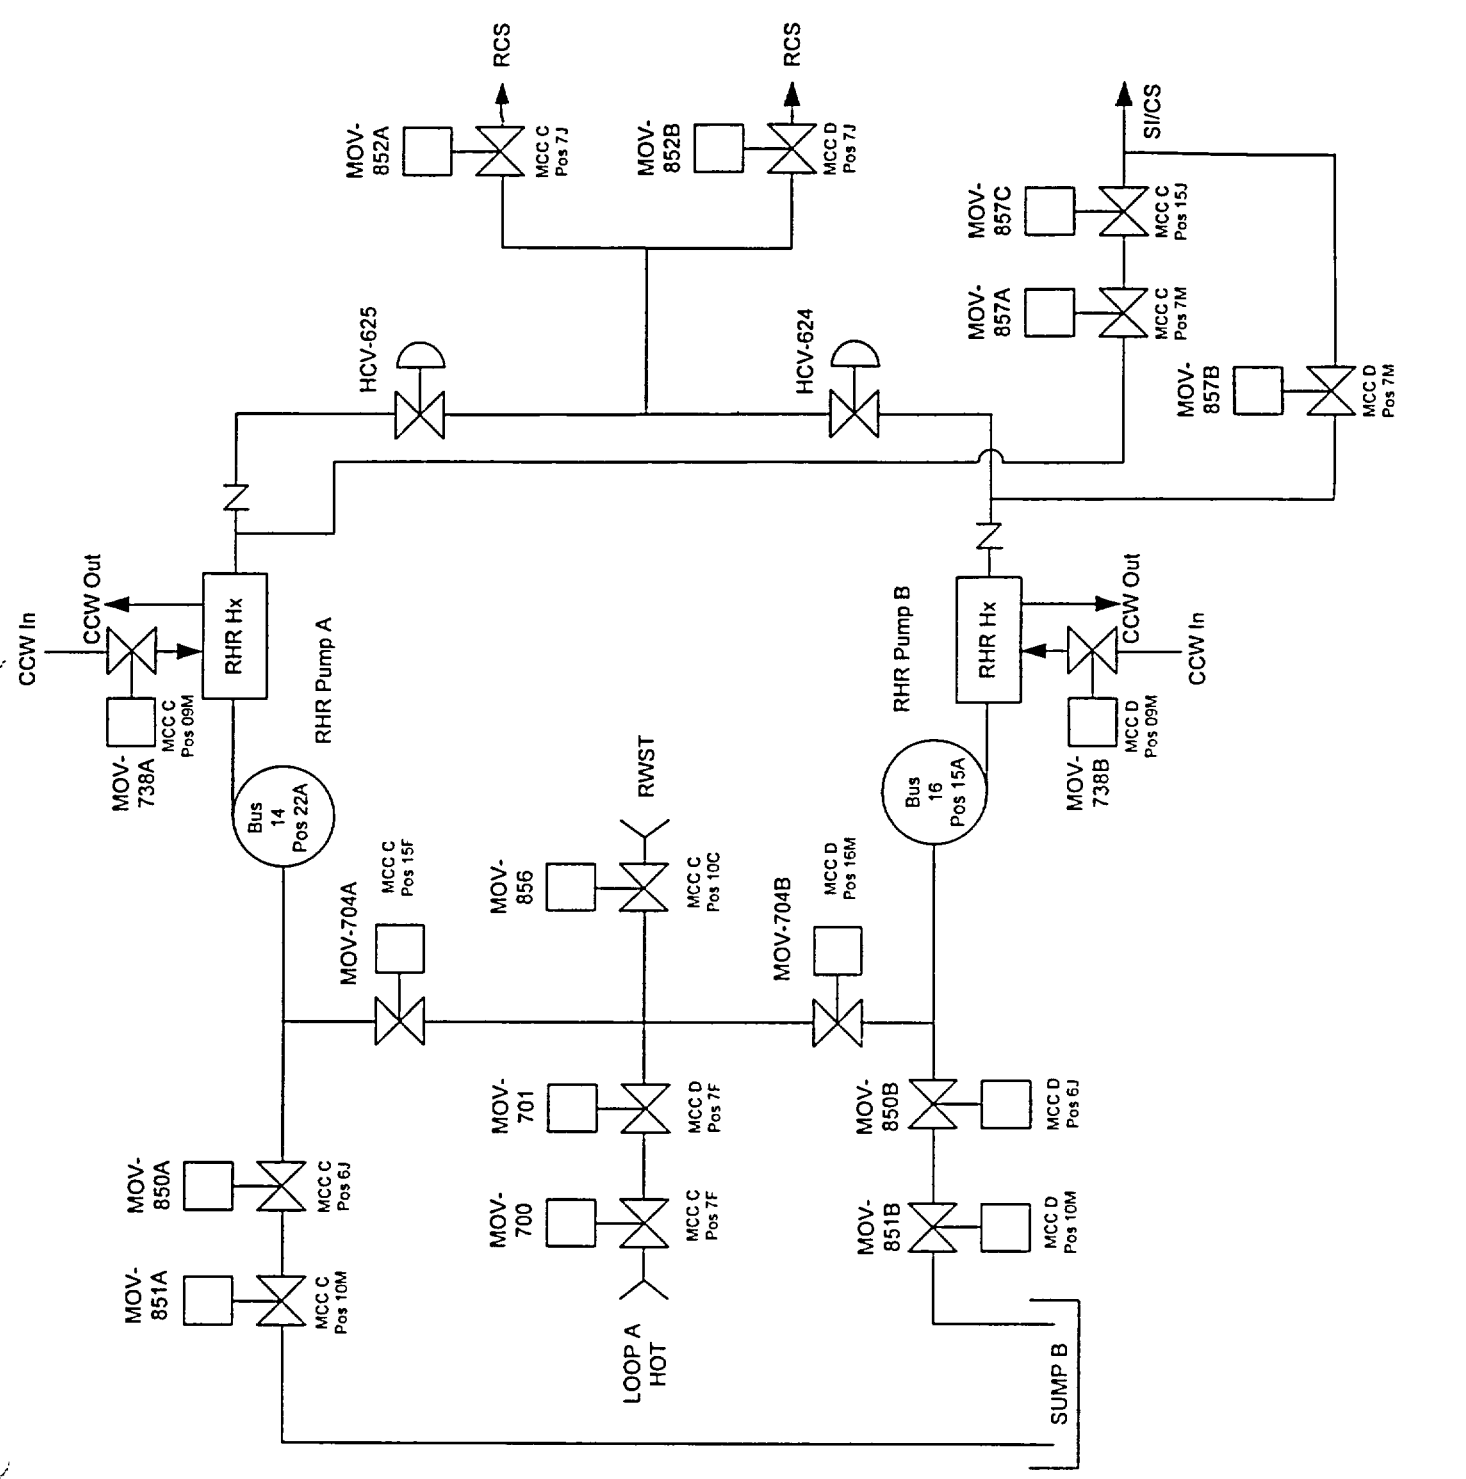 CCW In
CCW Out
MOV-
738A
MCC C
Pos 09M
RHR Hx
RHR Pump A
Bus
14
Pos 22A
MOV-
851A
MCC C
Pos 10M
MOV-
850A
MCC C
Pos 6J
MOV-704A
MCC C
Pos 15F
LOOP A
HOT
MOV-
700
MCC C
Pos 7F
MOV-
701
MCC D
Pos 7F
MOV-
856
MCC C
Pos 10C
RWST
MOV-704B
MCC D
Pos 16M
SUMP B
MOV-
851B
MCC D
Pos 10M
MOV-
850B
MCC D
Pos 6J
Bus
16
Pos 15A
RHR Pump B
RHR Hx
MOV-
738B
MCC D
Pos 09M
CCW Out
CCW In
HCV-625
HCV-624
MOV-
852A
MCC C
Pos 7J
RCS
MOV-
852B
MCC D
Pos 7J
RCS
MOV-
857A
MCC C
Pos 7M
MOV-
857C
MCC C
Pos 15J
SI/CS
MOV-
857B
MCC D
Pos 7M